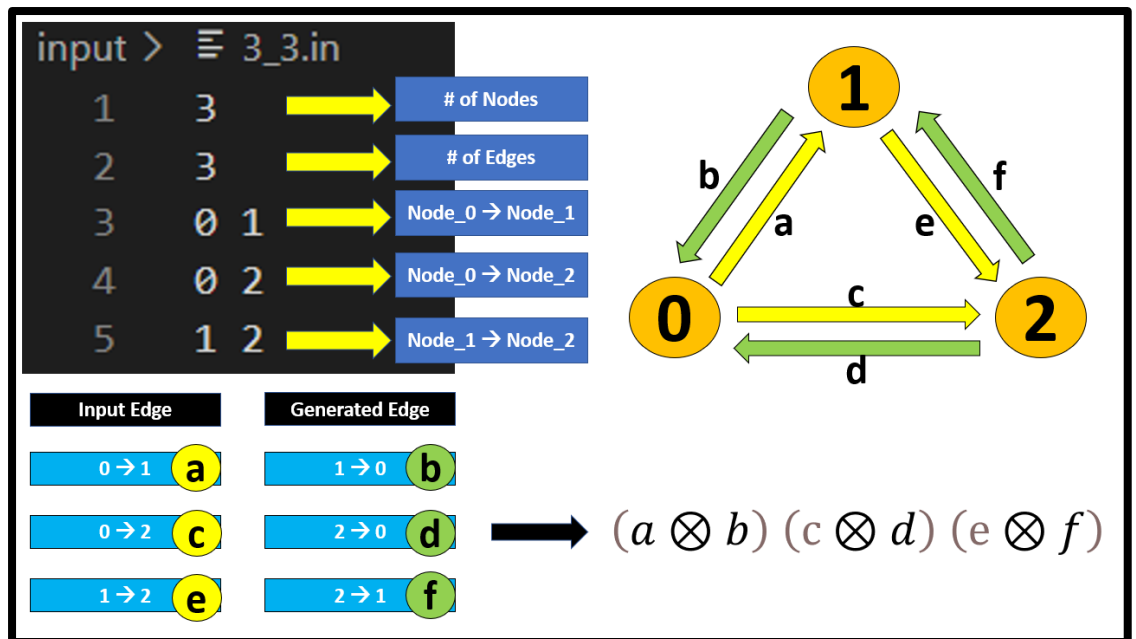 input > 3_3.in
1 3 # of Nodes
2 3 # of Edges
3 0 1 Node_0 → Node_1
4 0 2 Node_0 → Node_2
5 1 2 Node_1 → Node_2
1
b
a
f
e
0
c
2
d
Input Edge Generated Edge
0 → 1 a 1 → 0 b
0 → 2 c 2 → 0 d
1 → 2 e 2 → 1 f
(a ⊗ b) (c ⊗ d) (e ⊗ f)